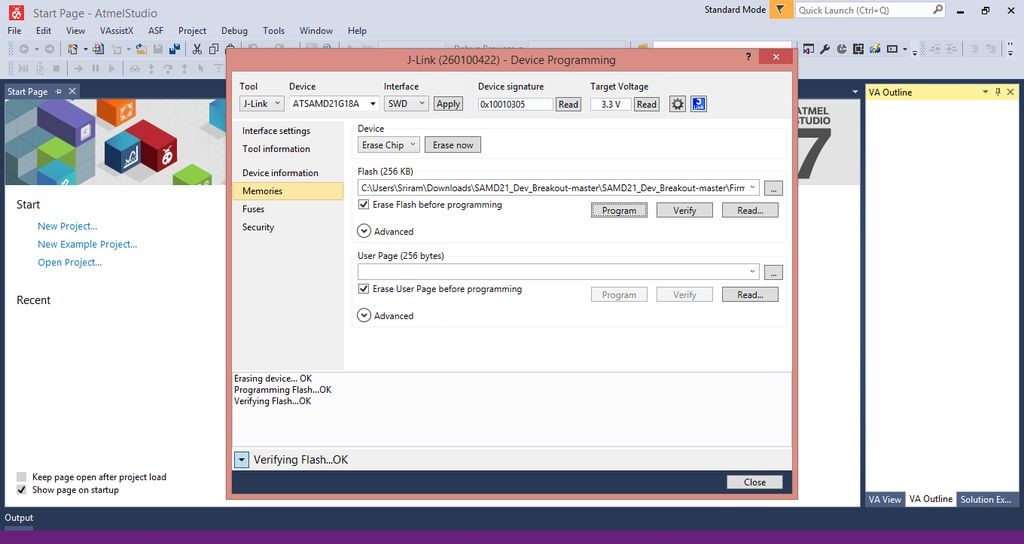 Start Page - AtmelStudio
Standard Mode
Quick Launch (Ctrl+Q)
File Edit View VAssistX ASF Project Debug Tools Window Help
J-Link (260100422) - Device Programming
?
Tool Device Interface Device signature Target Voltage
J-Link ATSAMD21G18A SWD Apply 0x10010305 Read 3.3 V Read
Start Page
VA Outline
ATMEL
STUDIO
7
Interface settings
Tool information
Device information
Memories
Fuses
Security
Device
Erase Chip Erase now
Flash (256 KB)
C:\Users\Sriram\Downloads\SAMD21_Dev_Breakout-master\SAMD21_Dev_Breakout-master\Firm
...
Erase Flash before programming
Program Verify Read...
Advanced
User Page (256 bytes)
...
Erase User Page before programming
Program Verify Read...
Advanced
Start
New Project...
New Example Project...
Open Project...
Recent
Erasing device... OK
Programming Flash...OK
Verifying Flash...OK
Verifying Flash...OK
Close
Keep page open after project load
Show page on startup
VA View VA Outline Solution Ex...
Output